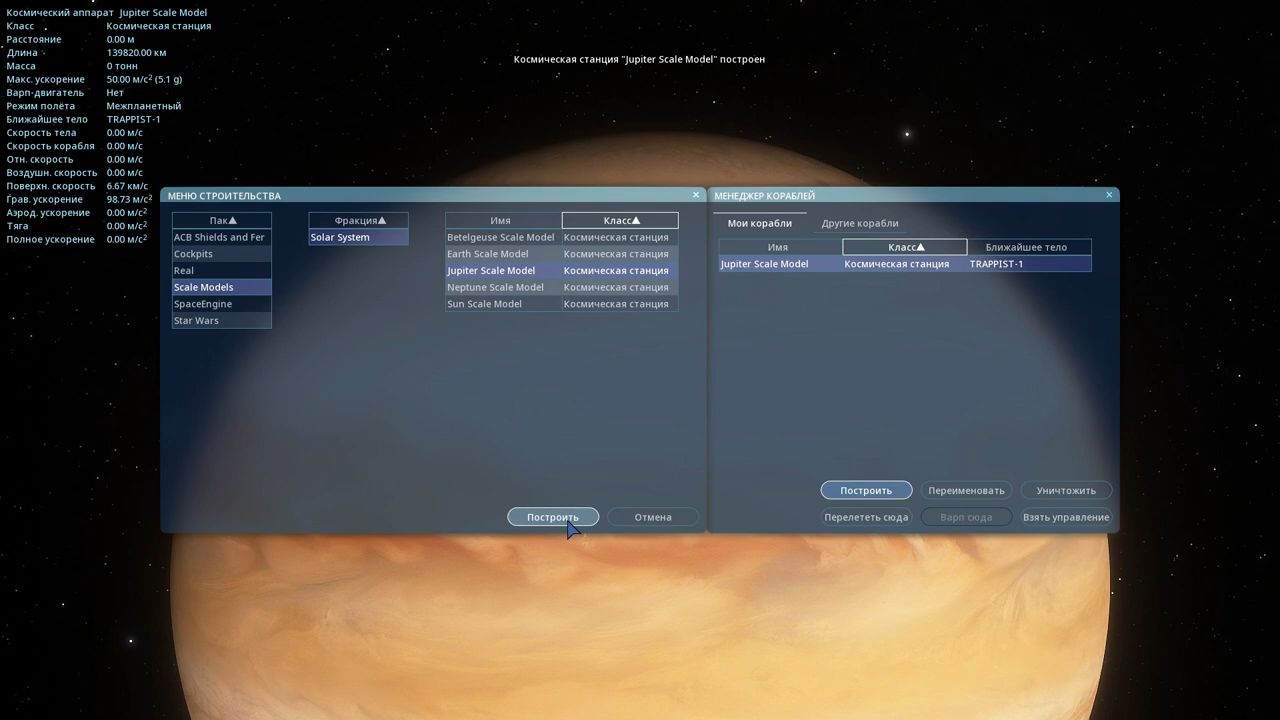 Космический аппарат Jupiter Scale Model
Класс Космическая станция
Расстояние 0.00 м
Длина 139820.00 км
Масса 0 тонн
Макс. ускорение 50.00 м/с² (5.1 g)
Варп-двигатель Нет
Режим полёта Межпланетный
Ближайшее тело TRAPPIST-1
Скорость тела 0.00 м/с
Скорость корабля 0.00 м/с
Отн. скорость 0.00 м/с
Воздушн. скорость 0.00 м/с
Поверхн. скорость 6.67 км/с
Грав. ускорение 98.73 м/с²
Аэрод. ускорение 0.00 м/с²
Тяга 0.00 м/с²
Полное ускорение 0.00 м/с²
Космическая станция "Jupiter Scale Model" построен
МЕНЮ СТРОИТЕЛЬСТВА
Пак▲ Фракция▲ Имя Класс▲
ACB Shields and Fer Solar System Betelgeuse Scale Model Космическая станция
Cockpits Earth Scale Model Космическая станция
Real Jupiter Scale Model Космическая станция
Scale Models Neptune Scale Model Космическая станция
SpaceEngine Sun Scale Model Космическая станция
Star Wars
Построить Отмена
МЕНЕДЖЕР КОРАБЛЕЙ
Мои корабли Другие корабли
Имя Класс▲ Ближайшее тело
Jupiter Scale Model Космическая станция TRAPPIST-1
Построить Переименовать Уничтожить
Перелететь сюда Варп сюда Взять управление